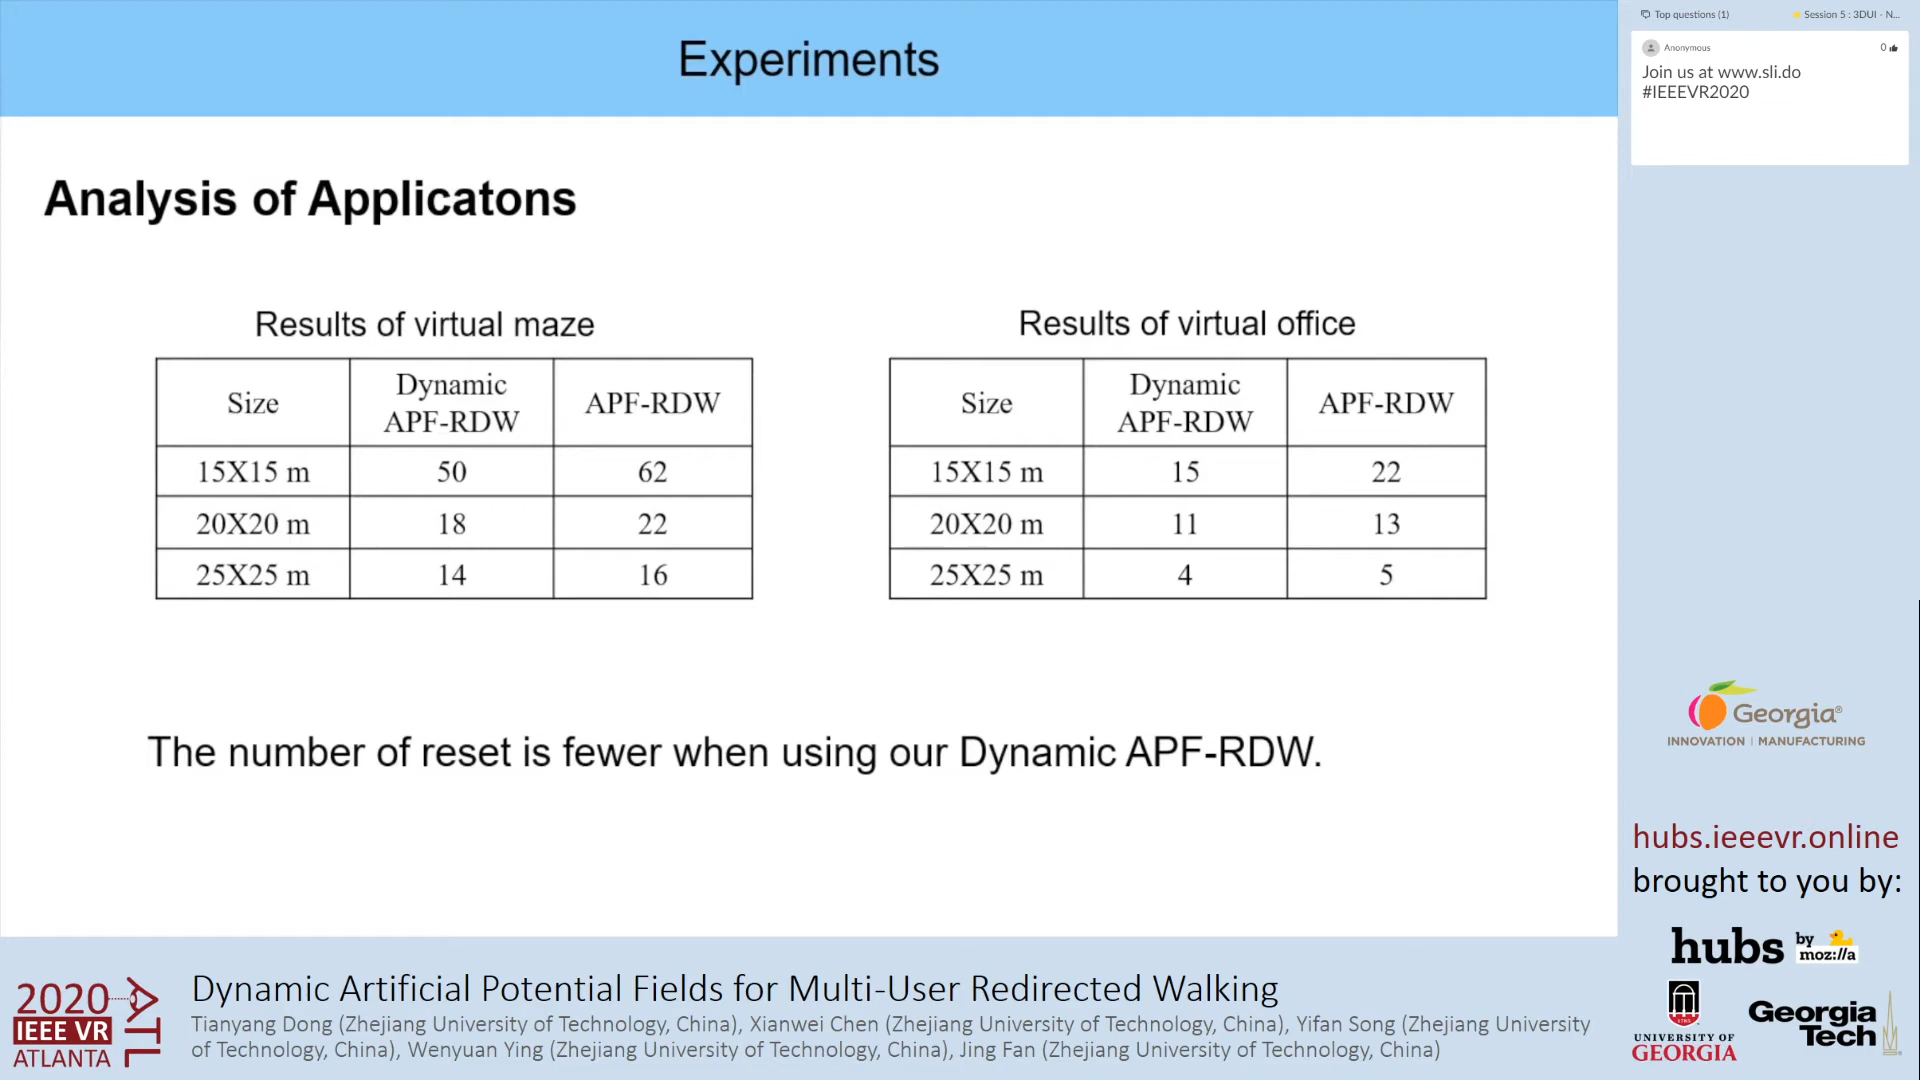 Experiments
Analysis of Applicatons
Results of virtual maze
Size Dynamic APF-RDW APF-RDW
15X15 m 50 62
20X20 m 18 22
25X25 m 14 16
Results of virtual office
Size Dynamic APF-RDW APF-RDW
15X15 m 15 22
20X20 m 11 13
25X25 m 4 5
The number of reset is fewer when using our Dynamic APF-RDW.
2020
IEEE VR
ATLANTA
ATL
Dynamic Artificial Potential Fields for Multi-User Redirected Walking
Tianyang Dong (Zhejiang University of Technology, China), Xianwei Chen (Zhejiang University of Technology, China), Yifan Song (Zhejiang University
of Technology, China), Wenyuan Ying (Zhejiang University of Technology, China), Jing Fan (Zhejiang University of Technology, China)
Top questions (1) Session 5 : 3DUI - N...
Anonymous 0
Join us at www.sli.do
#IEEEVR2020
Georgia®
INNOVATION | MANUFACTURING
hubs.ieeevr.online
brought to you by:
hubs by moz://a
UNIVERSITY OF
GEORGIA
Georgia
Tech